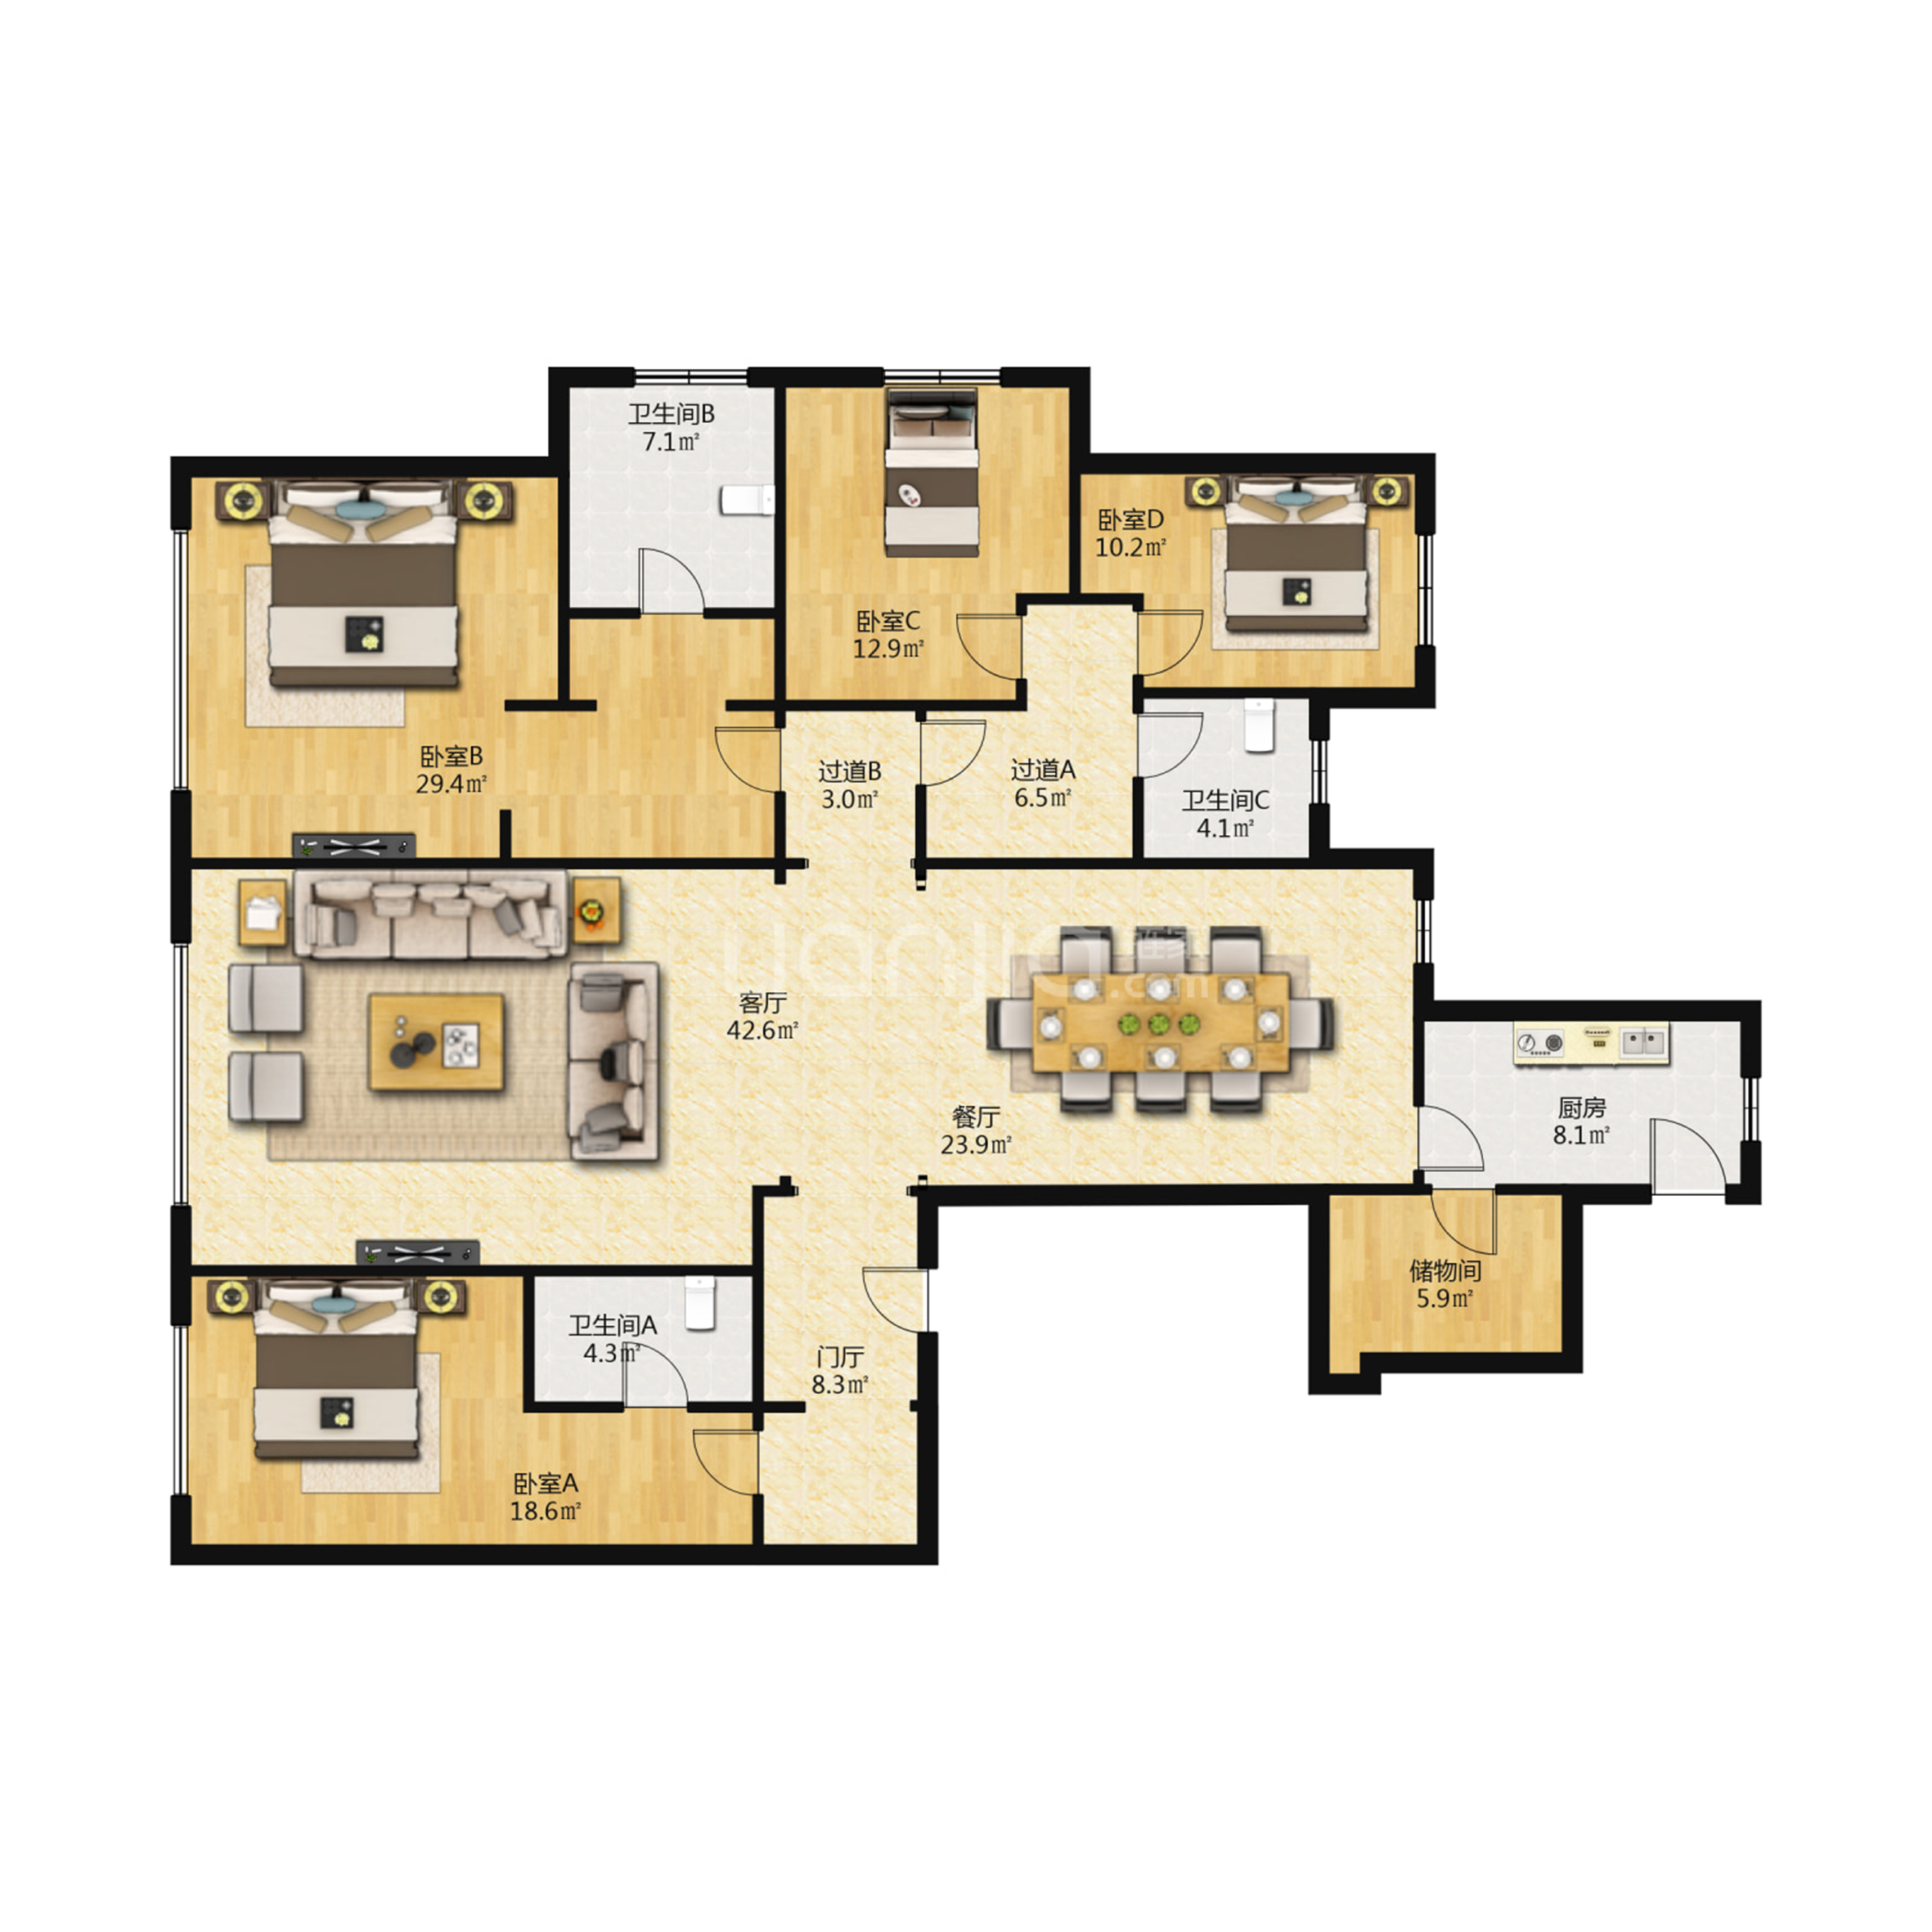 卫生间B
7.1㎡
卧室D
10.2㎡
卧室C
12.9㎡
卧室B
29.4㎡
过道B
3.0㎡
过道A
6.5㎡
卫生间C
4.1㎡
客厅
42.6㎡
餐厅
23.9㎡
厨房
8.1㎡
储物间
5.9㎡
卫生间A
4.3㎡
门厅
8.3㎡
卧室A
18.6㎡